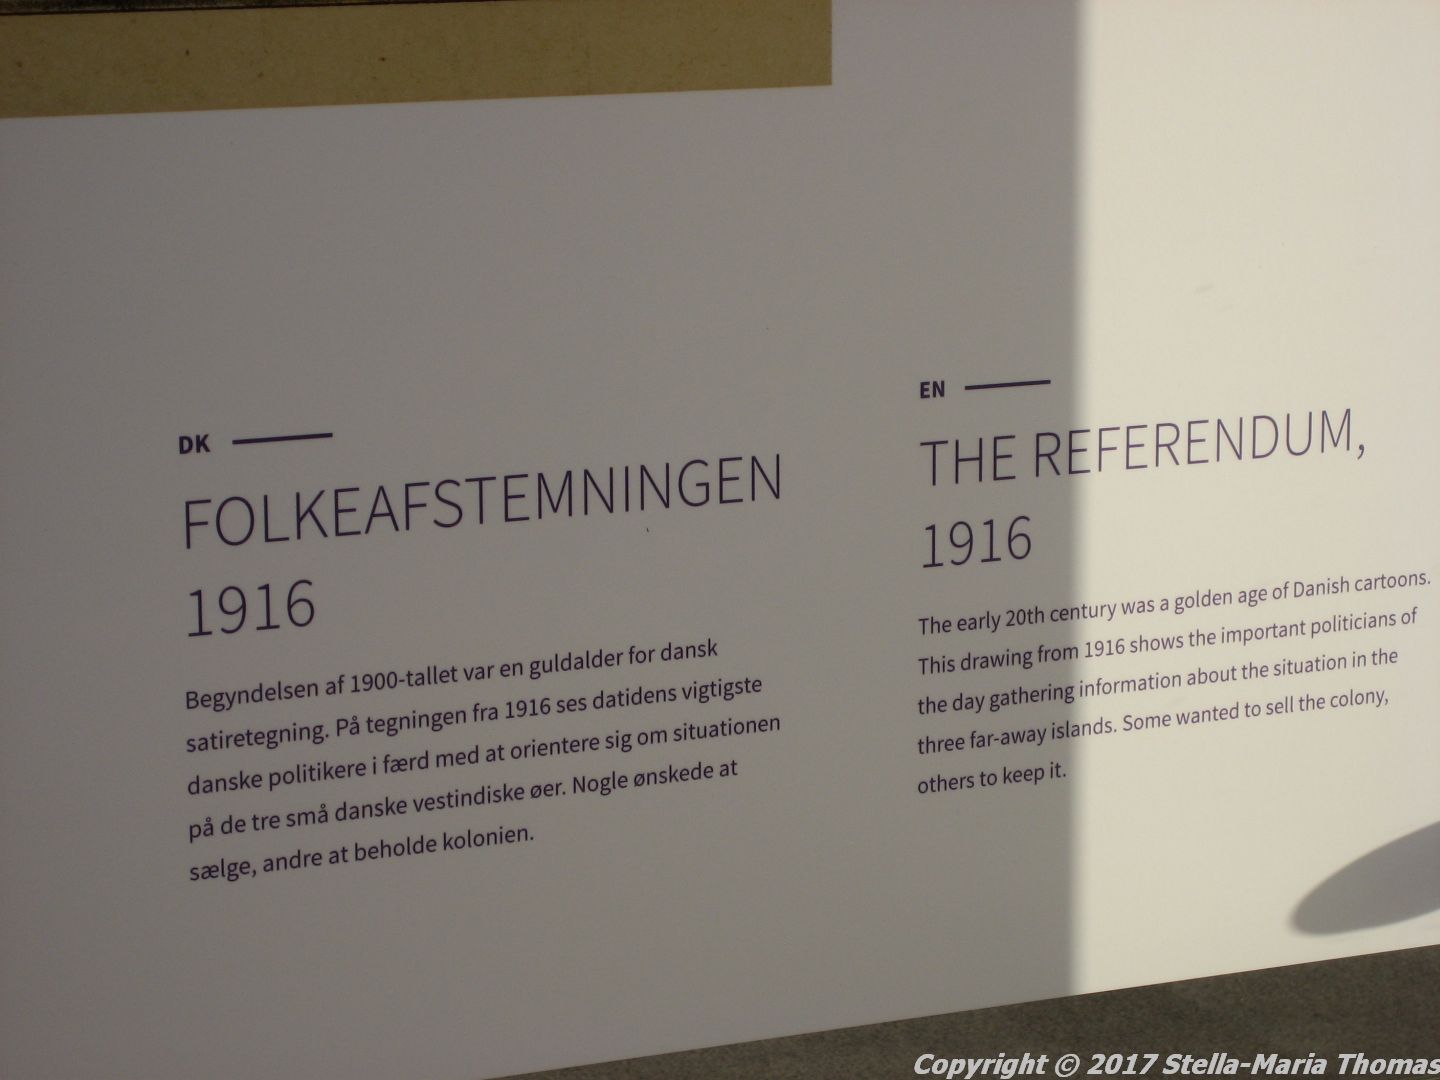 DK
FOLKEAFSTEMNINGEN
1916
Begyndelsen af 1900-tallet var en guldalder for dansk
satiretegning. På tegningen fra 1916 ses datidens vigtigste
danske politikere i færd med at orientere sig om situationen
på de tre små danske vestindiske øer. Nogle ønskede at
sælge, andre at beholde kolonien.
EN
THE REFERENDUM,
1916
The early 20th century was a golden age of Danish cartoons.
This drawing from 1916 shows the important politicians of
the day gathering information about the situation in the
three far-away islands. Some wanted to sell the colony,
others to keep it.
Copyright © 2017 Stella-Maria Thomas